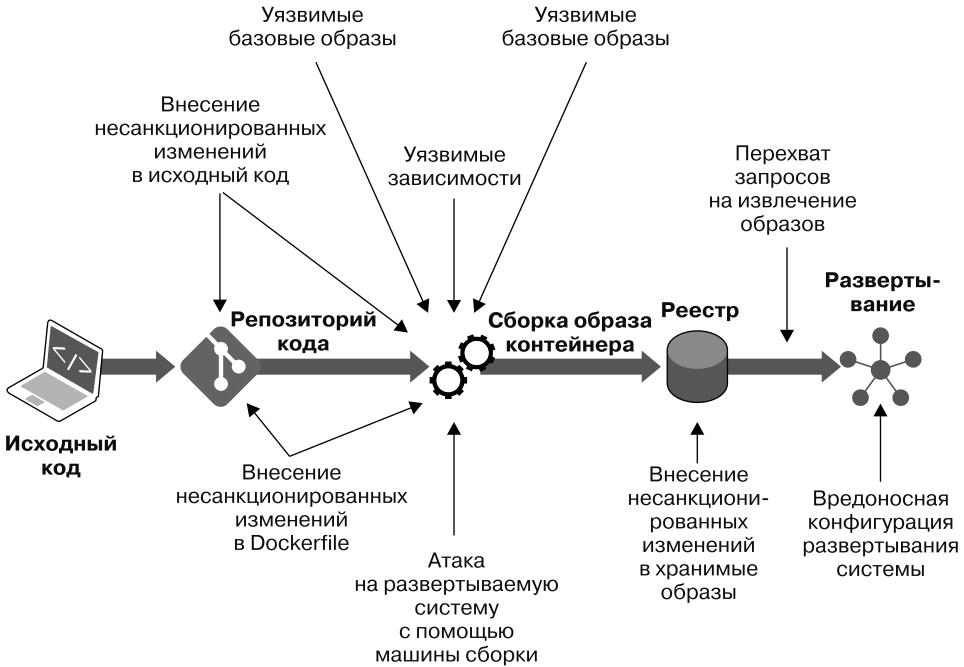 Уязвимые
базовые образы
Уязвимые
базовые образы
Внесение
несанкционированных
изменений
в исходный код
Уязвимые
зависимости
Перехват
запросов
на извлечение
образов
Исходный
код
Репозиторий
кода
Сборка образа
контейнера
Реестр
Разверты-
вание
Внесение
несанкционированных
изменений
в Dockerfile
Атака
на развертываемую
систему
с помощью
машины сборки
Внесение
несанкциони-
рованных
изменений
в хранимые
образы
Вредоносная
конфигурация
развертывания
системы